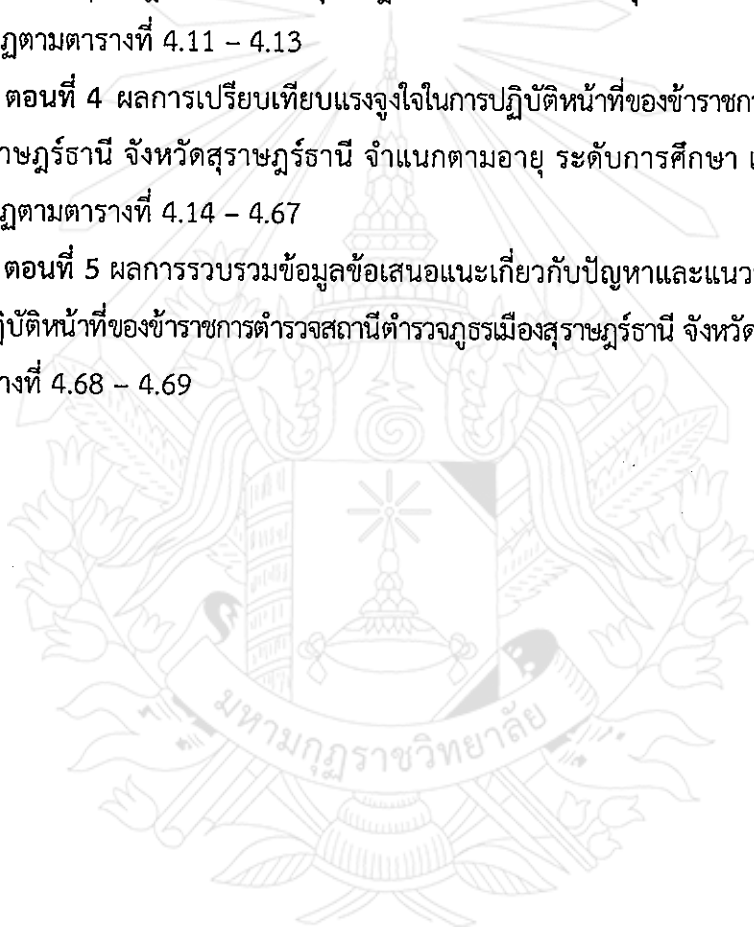 ฏตามตารางที่ 4.11 – 4.13
ตอนที่ 4 ผลการเปรียบเทียบแรงจูงใจในการปฏิบัติหน้าที่ของข้าราชกา
ราษฎร์ธานี จังหวัดสุราษฎร์ธานี จำแนกตามอายุ ระดับการศึกษา
ฏตามตารางที่ 4.14 – 4.67
ตอนที่ 5 ผลการรวบรวมข้อมูลข้อเสนอแนะเกี่ยวกับปัญหาและแนว
ฏิบัติหน้าที่ของข้าราชการตำรวจสถานีตำรวจภูธรเมืองสุราษฎร์ธานี จังหวัด
างที่ 4.68 – 4.69
มหามกุฏราชวิทยาลัย